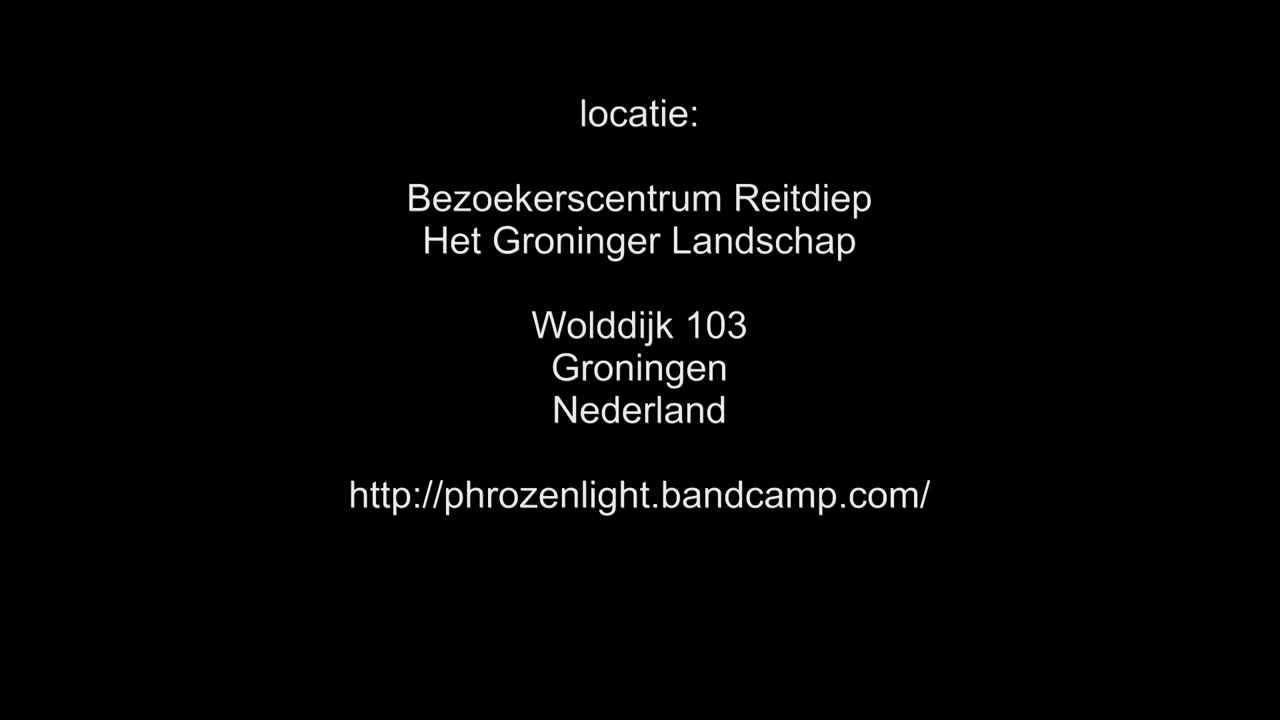 locatie:
Bezoekerscentrum Reitdiep
Het Groninger Landschap
Wolddijk 103
Groningen
Nederland
http://phrozenlight.bandcamp.com/